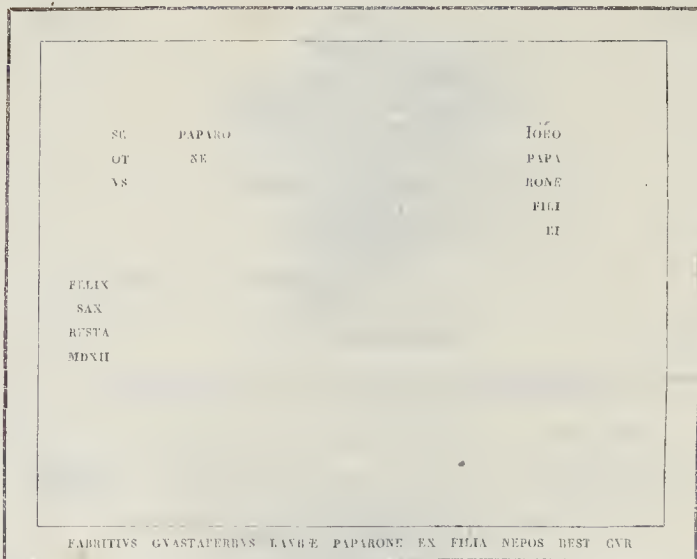 SE PAPARO
OT NE
VS
IOẼO
PAPA
RONE
FILI
EI
FELIX
SAX
RESTA
MDXII
FABRITIVS GVASTAFERRVS LAVRÆ PAPARONE EX FILIA NEPOS REST CVR